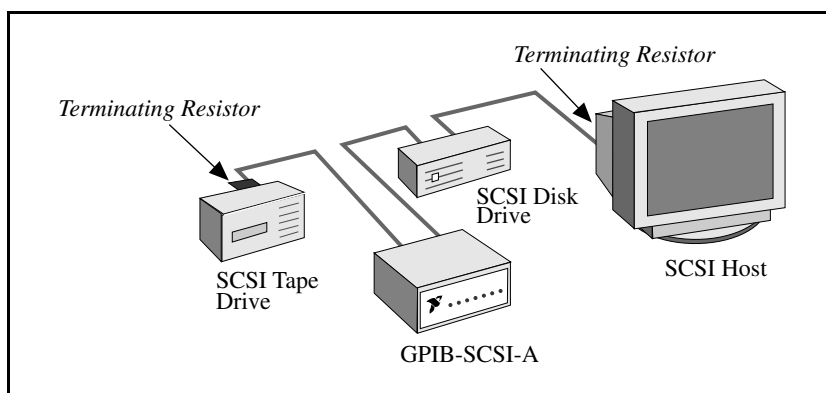 Terminating Resistor
Terminating Resistor
SCSI Disk
Drive
SCSI Host
SCSI Tape
Drive
GPIB-SCSI-A